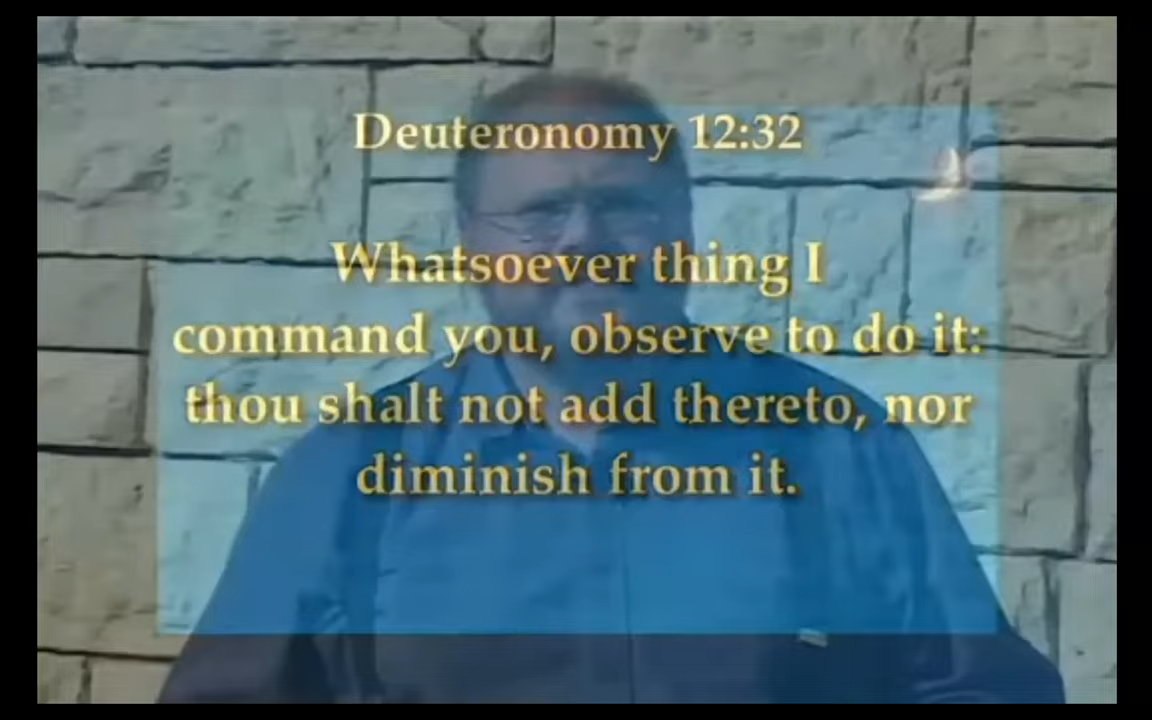 Deuteronomy 12:32
Whatsoever thing I
command you, observe to do it:
thou shalt not add thereto, nor
diminish from it.